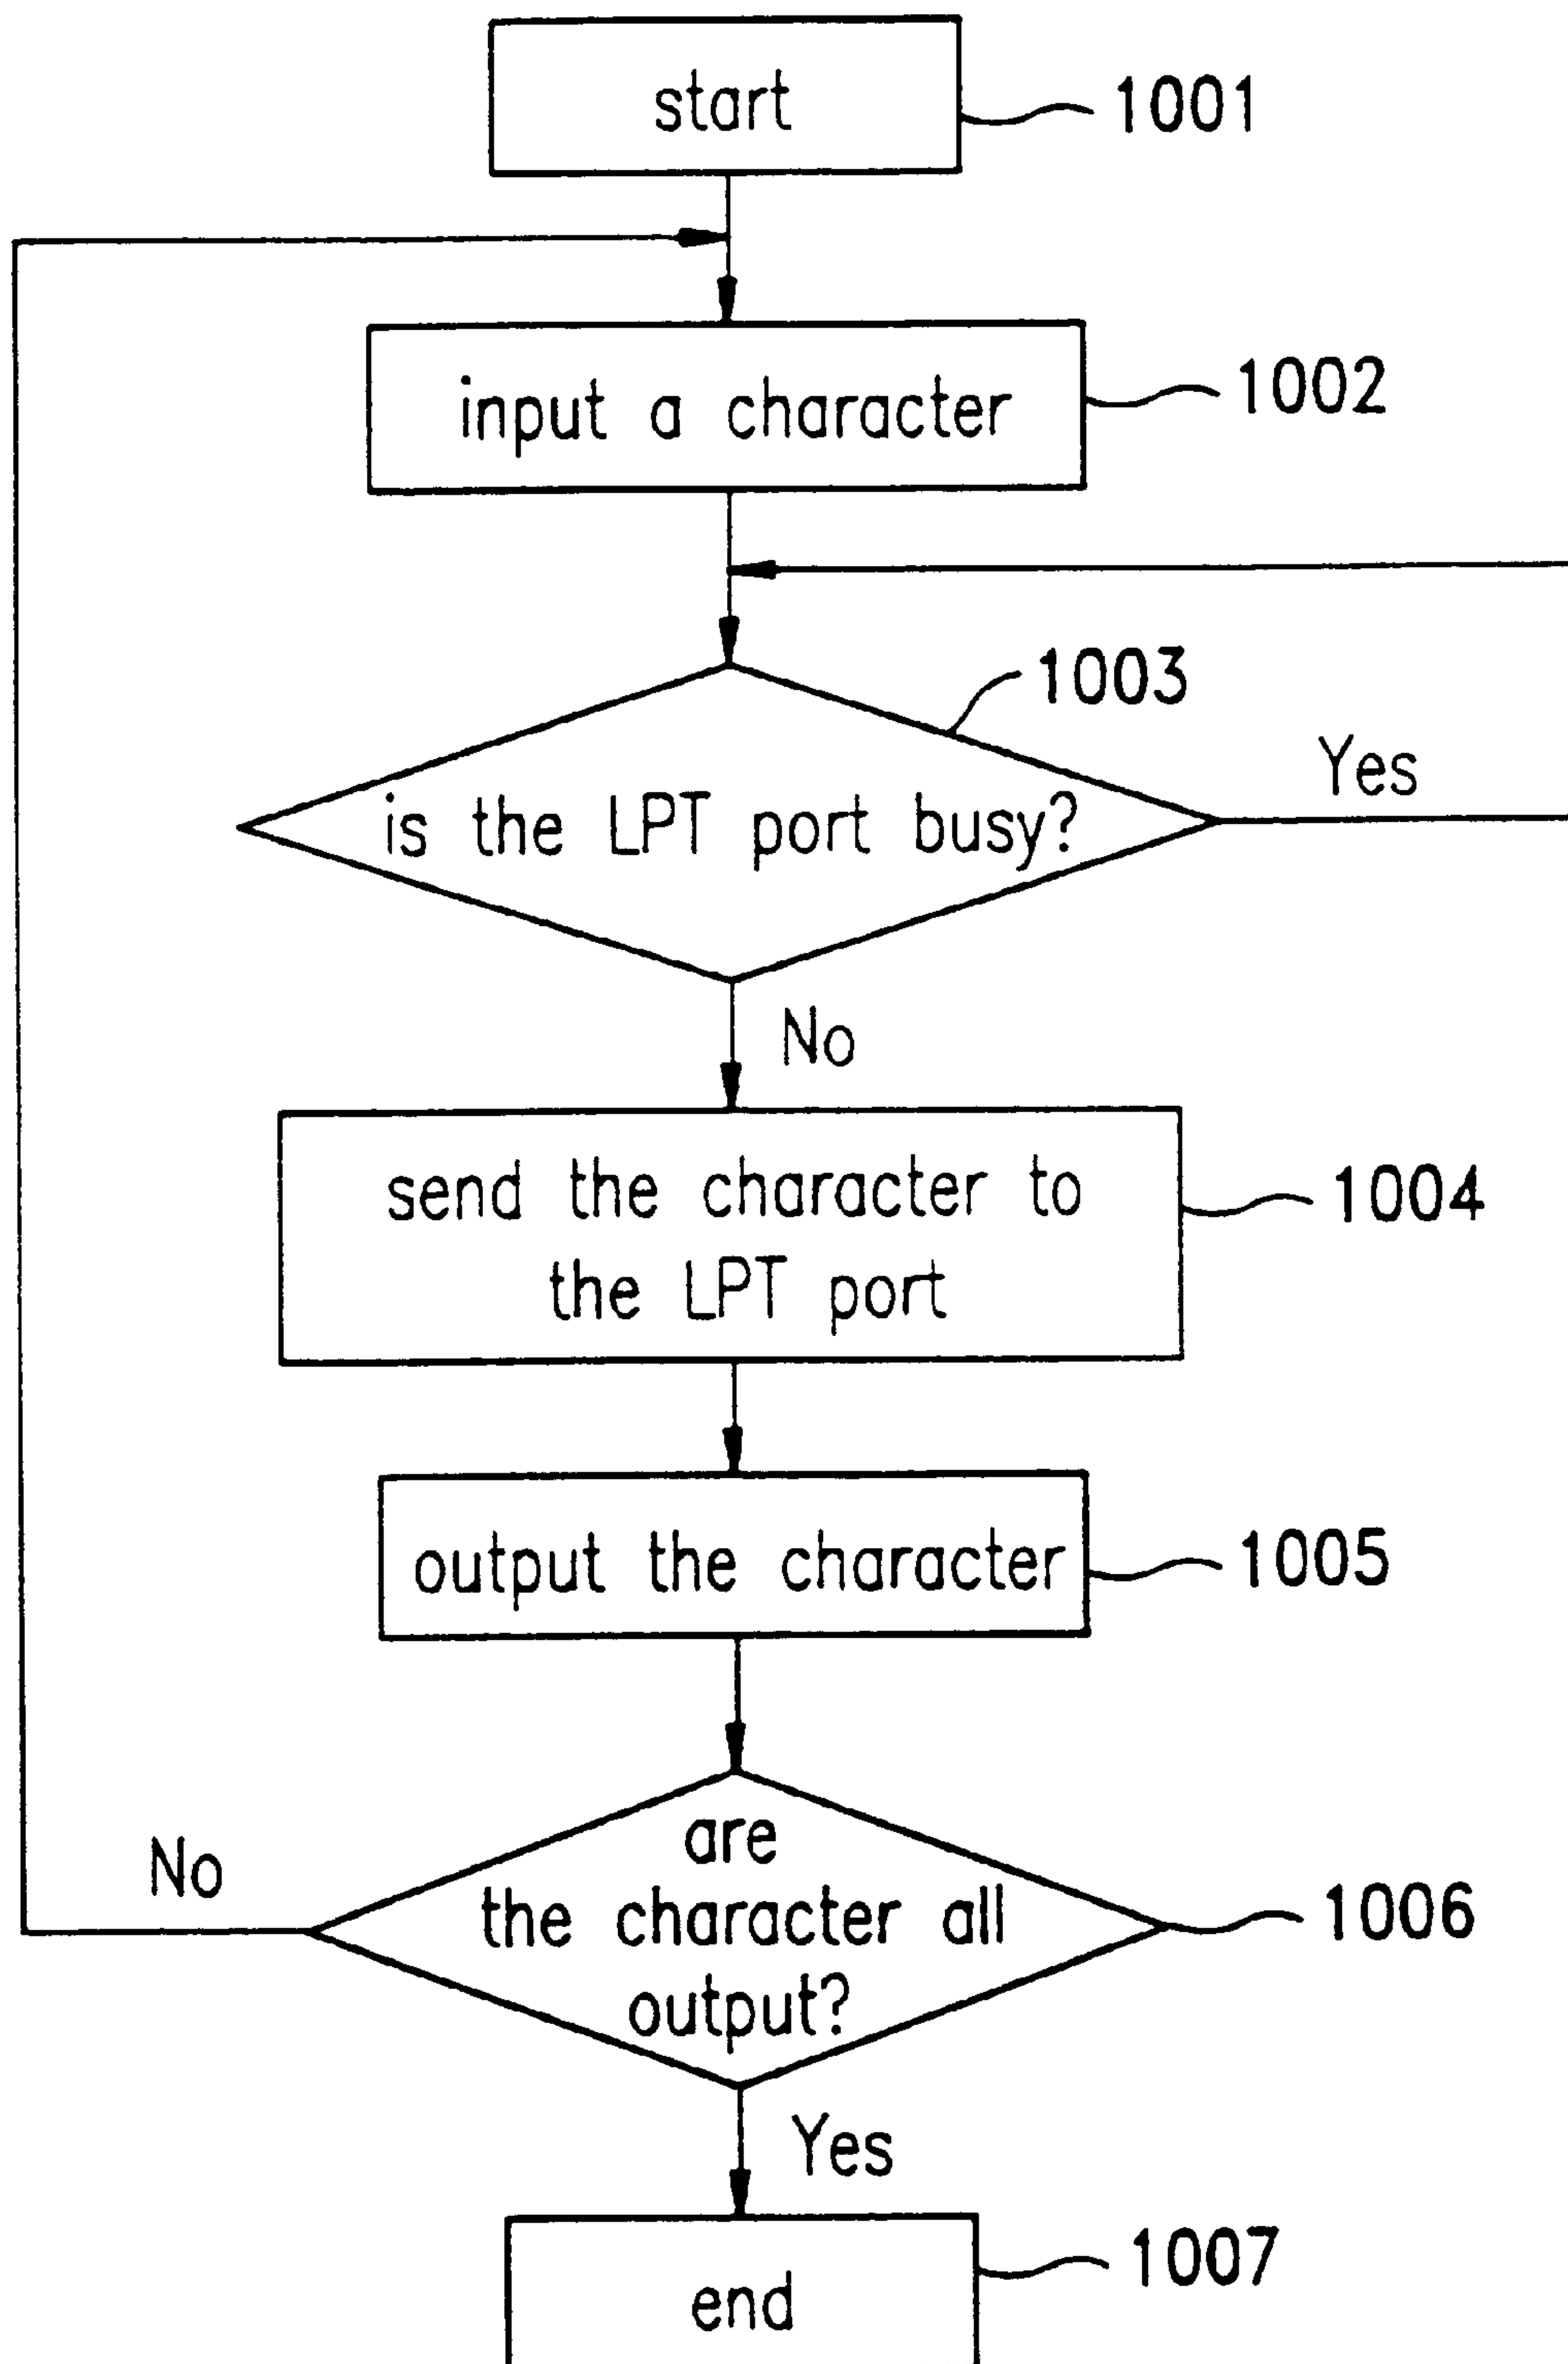 start
1001
input a character
1002
1003
is the LPT port busy?
Yes
No
send the character to
the LPT port
1004
output the character
1005
are
the character all
output?
No
1006
Yes
end
1007